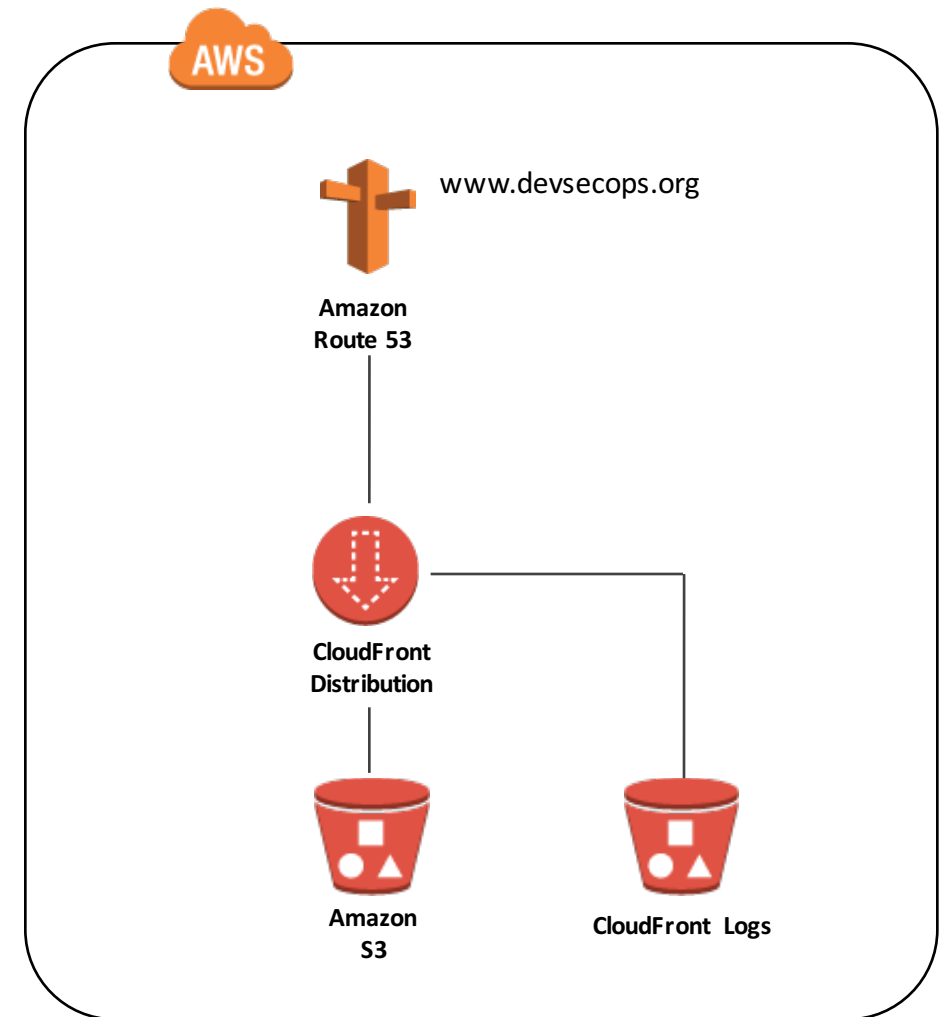 AWS
www.devsecops.org
Amazon
Route 53
CloudFront
Distribution
Amazon
S3
CloudFront Logs